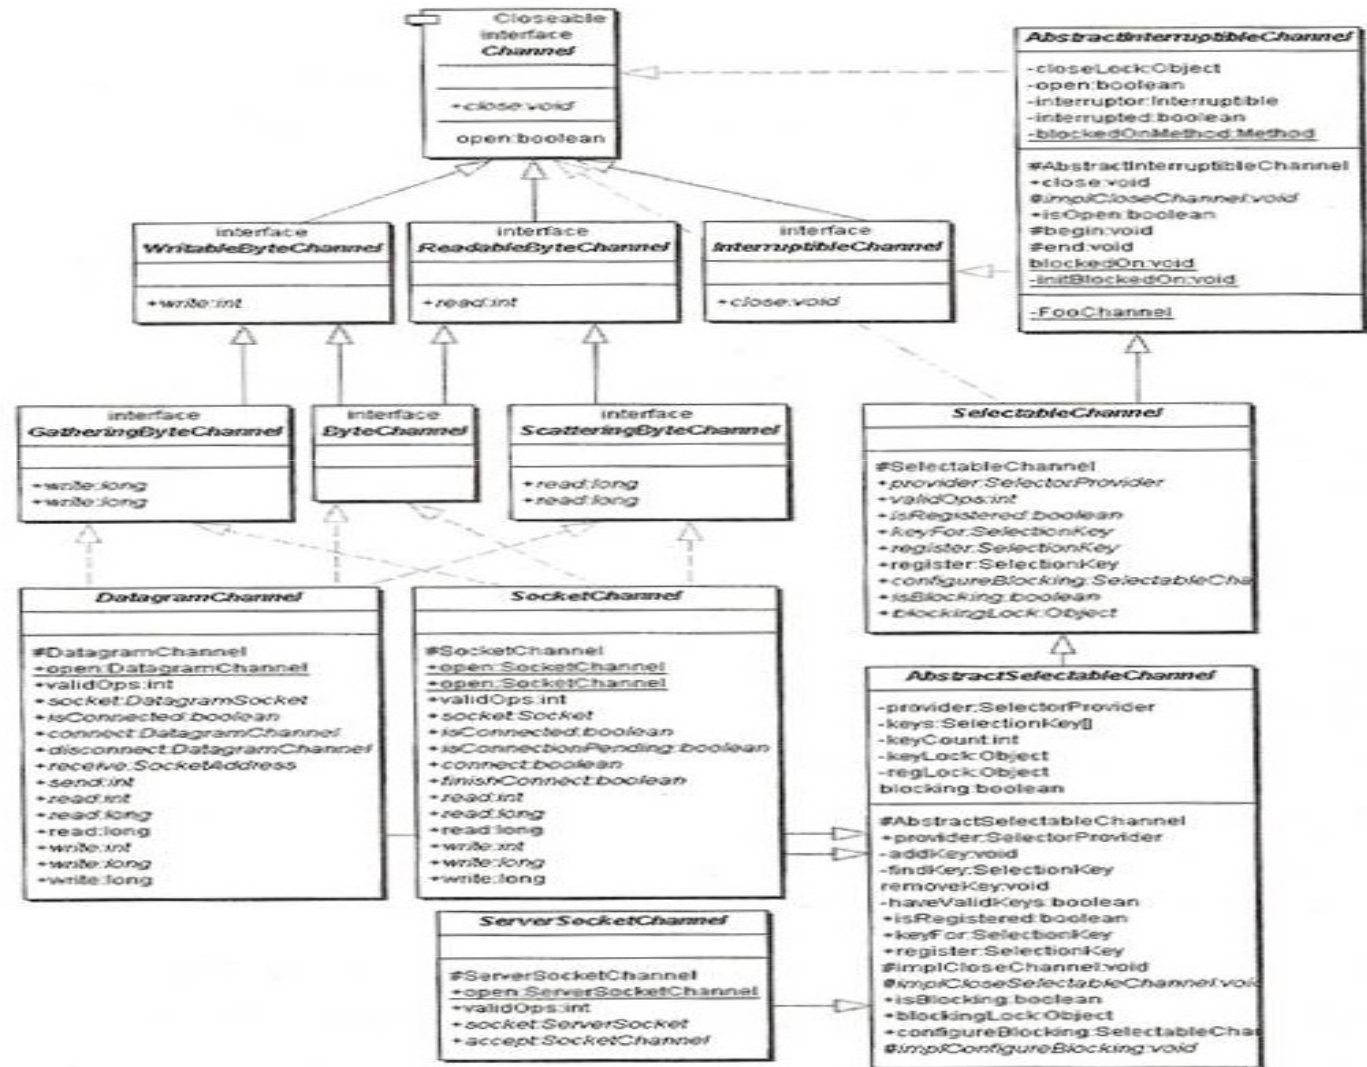 Closeable
interface
Channel
+close:void
open:boolean
AbstractInterruptibleChannel
-closeLock:Object
-open:boolean
-interruptor:Interruptible
-interrupted:boolean
-blockedOnMethod:Method
#AbstractInterruptibleChannel
+close:void
#implCloseChannel:void
+isOpen:boolean
#begin:void
#end:void
blockedOn:void
-initBlockedOn:void
-FooChannel
interface
WritableByteChannel
+write:int
interface
ReadableByteChannel
+read:int
interface
InterruptibleChannel
+close:void
interface
GatheringByteChannel
+write:long
+write:long
interface
ByteChannel
interface
ScatteringByteChannel
+read:long
+read:long
SelectableChannel
#SelectableChannel
+provider:SelectorProvider
+validOps:int
+isRegistered:boolean
+keyFor:SelectionKey
+register:SelectionKey
+register:SelectionKey
+configureBlocking:SelectableCha
+isBlocking:boolean
+blockingLock:Object
DatagramChannel
#DatagramChannel
+open:DatagramChannel
+validOps:int
+socket:DatagramSocket
+isConnected:boolean
+connect:DatagramChannel
+disconnect:DatagramChannel
+receive:SocketAddress
+send:int
+read:int
+read:long
+read:long
+write:int
+write:long
+write:long
SocketChannel
#SocketChannel
+open:SocketChannel
+open:SocketChannel
+validOps:int
+socket:Socket
+isConnected:boolean
+isConnectionPending:boolean
+connect:boolean
+finishConnect:boolean
+read:int
+read:long
+read:long
+write:int
+write:long
+write:long
AbstractSelectableChannel
-provider:SelectorProvider
-keys:SelectionKey[]
-keyCount:int
-keyLock:Object
-regLock:Object
blocking:boolean
#AbstractSelectableChannel
+provider:SelectorProvider
-addKey:void
-findKey:SelectionKey
removeKey:void
-haveValidKeys:boolean
+isRegistered:boolean
+keyFor:SelectionKey
+register:SelectionKey
#implCloseChannel:void
#implCloseSelectableChannel:void
+isBlocking:boolean
+blockingLock:Object
+configureBlocking:SelectableChan
#implConfigureBlocking:void
ServerSocketChannel
#ServerSocketChannel
+open:ServerSocketChannel
+validOps:int
+socket:ServerSocket
+accept:SocketChannel